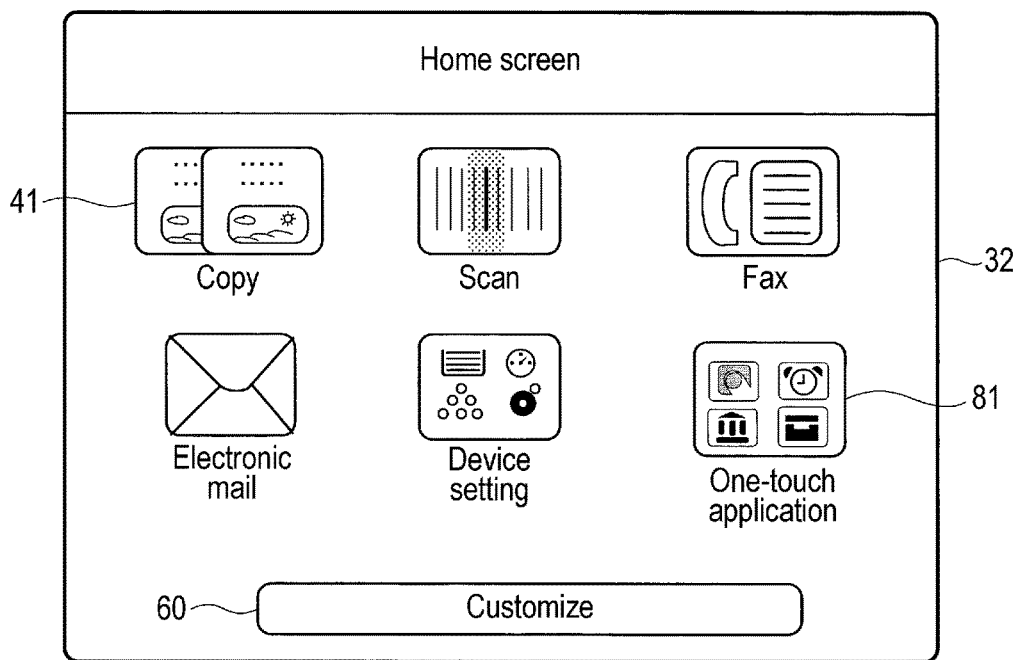 Home screen
41
Copy
Scan
Fax
32
Electronic
mail
Device
setting
One-touch
application
81
60
Customize